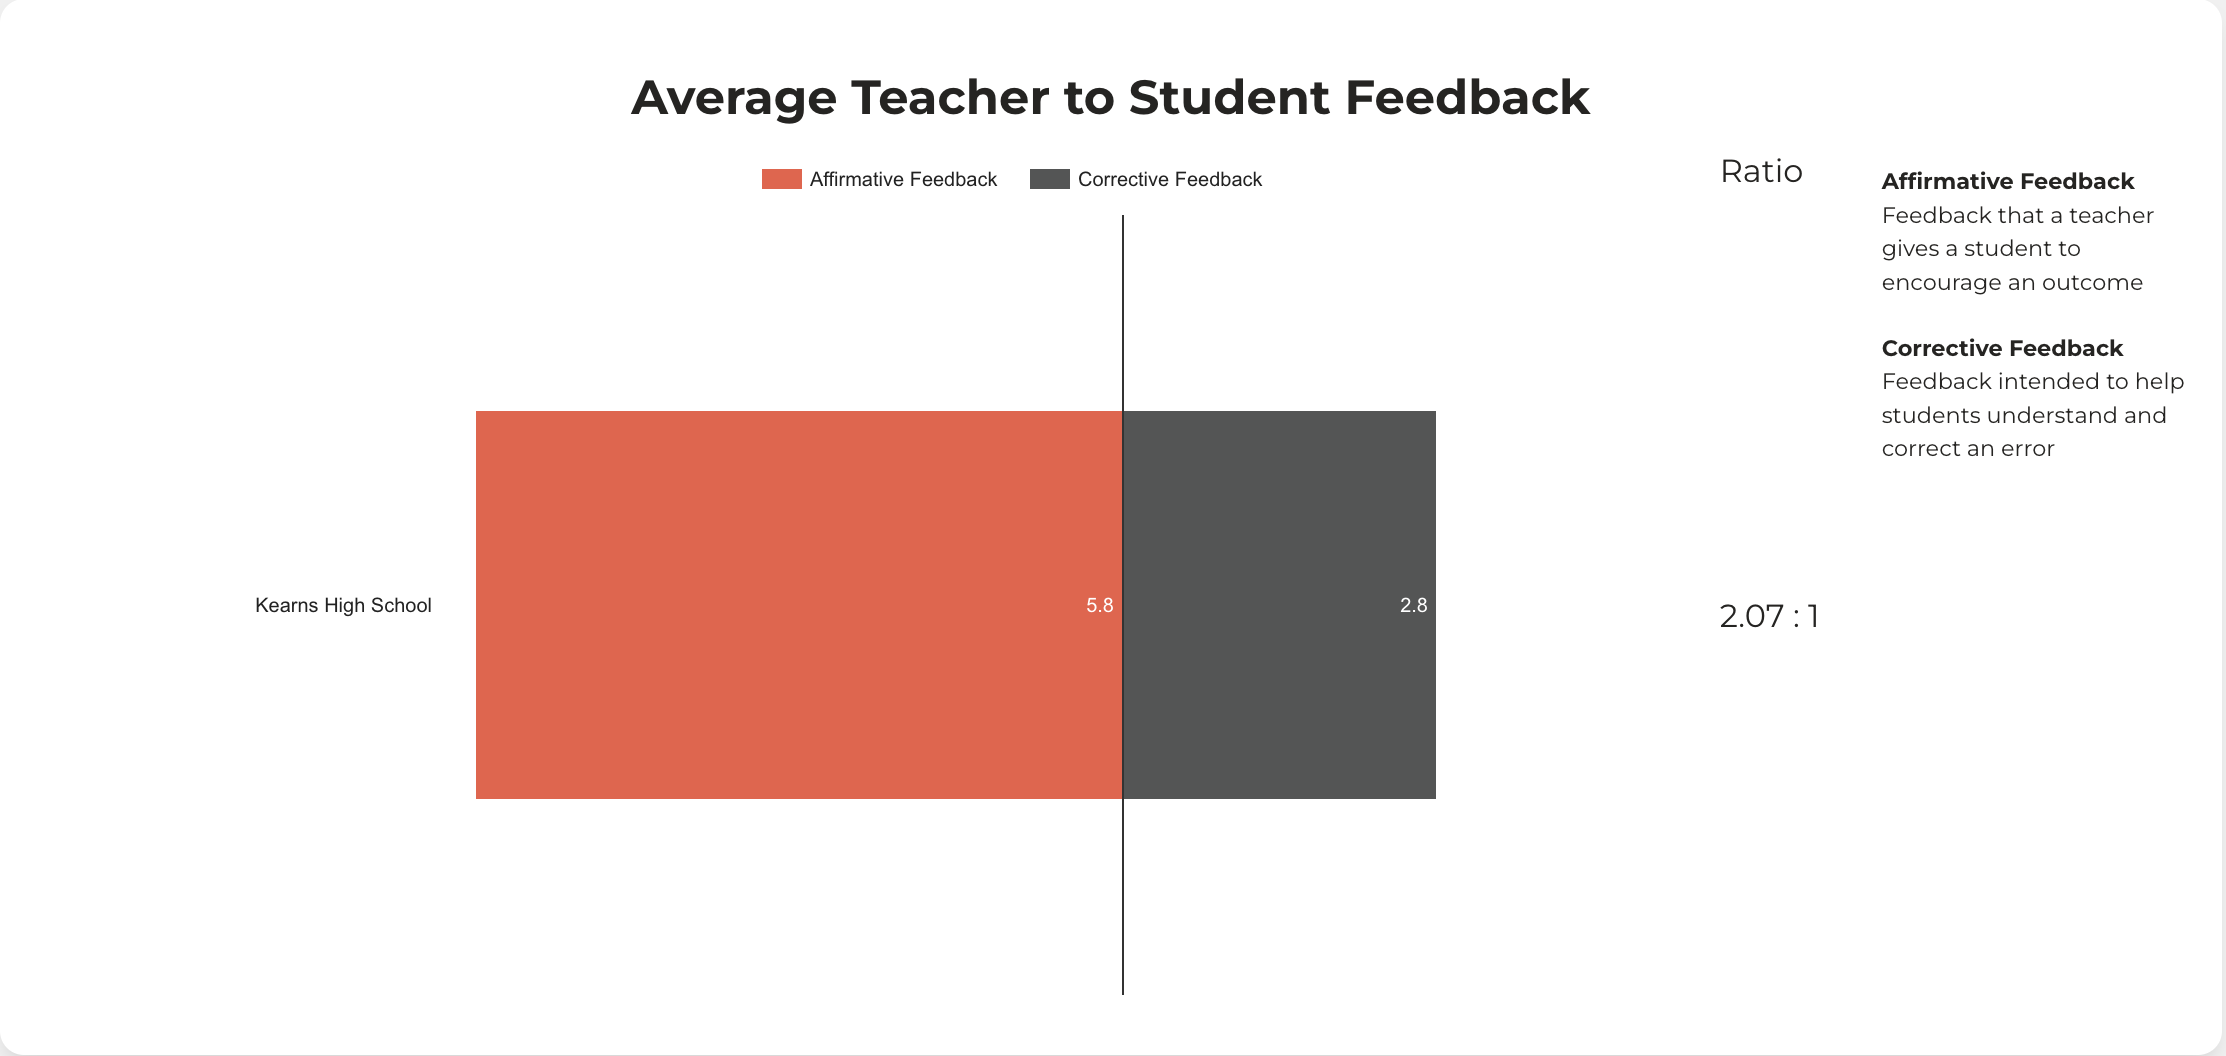 Average Teacher to Student Feedback
Affirmative Feedback
Corrective Feedback
Ratio
Affirmative Feedback
Feedback that a teacher
gives a student to
encourage an outcome
Corrective Feedback
Feedback intended to help
students understand and
correct an error
Kearns High School
5.8
2.8
2.07 : 1